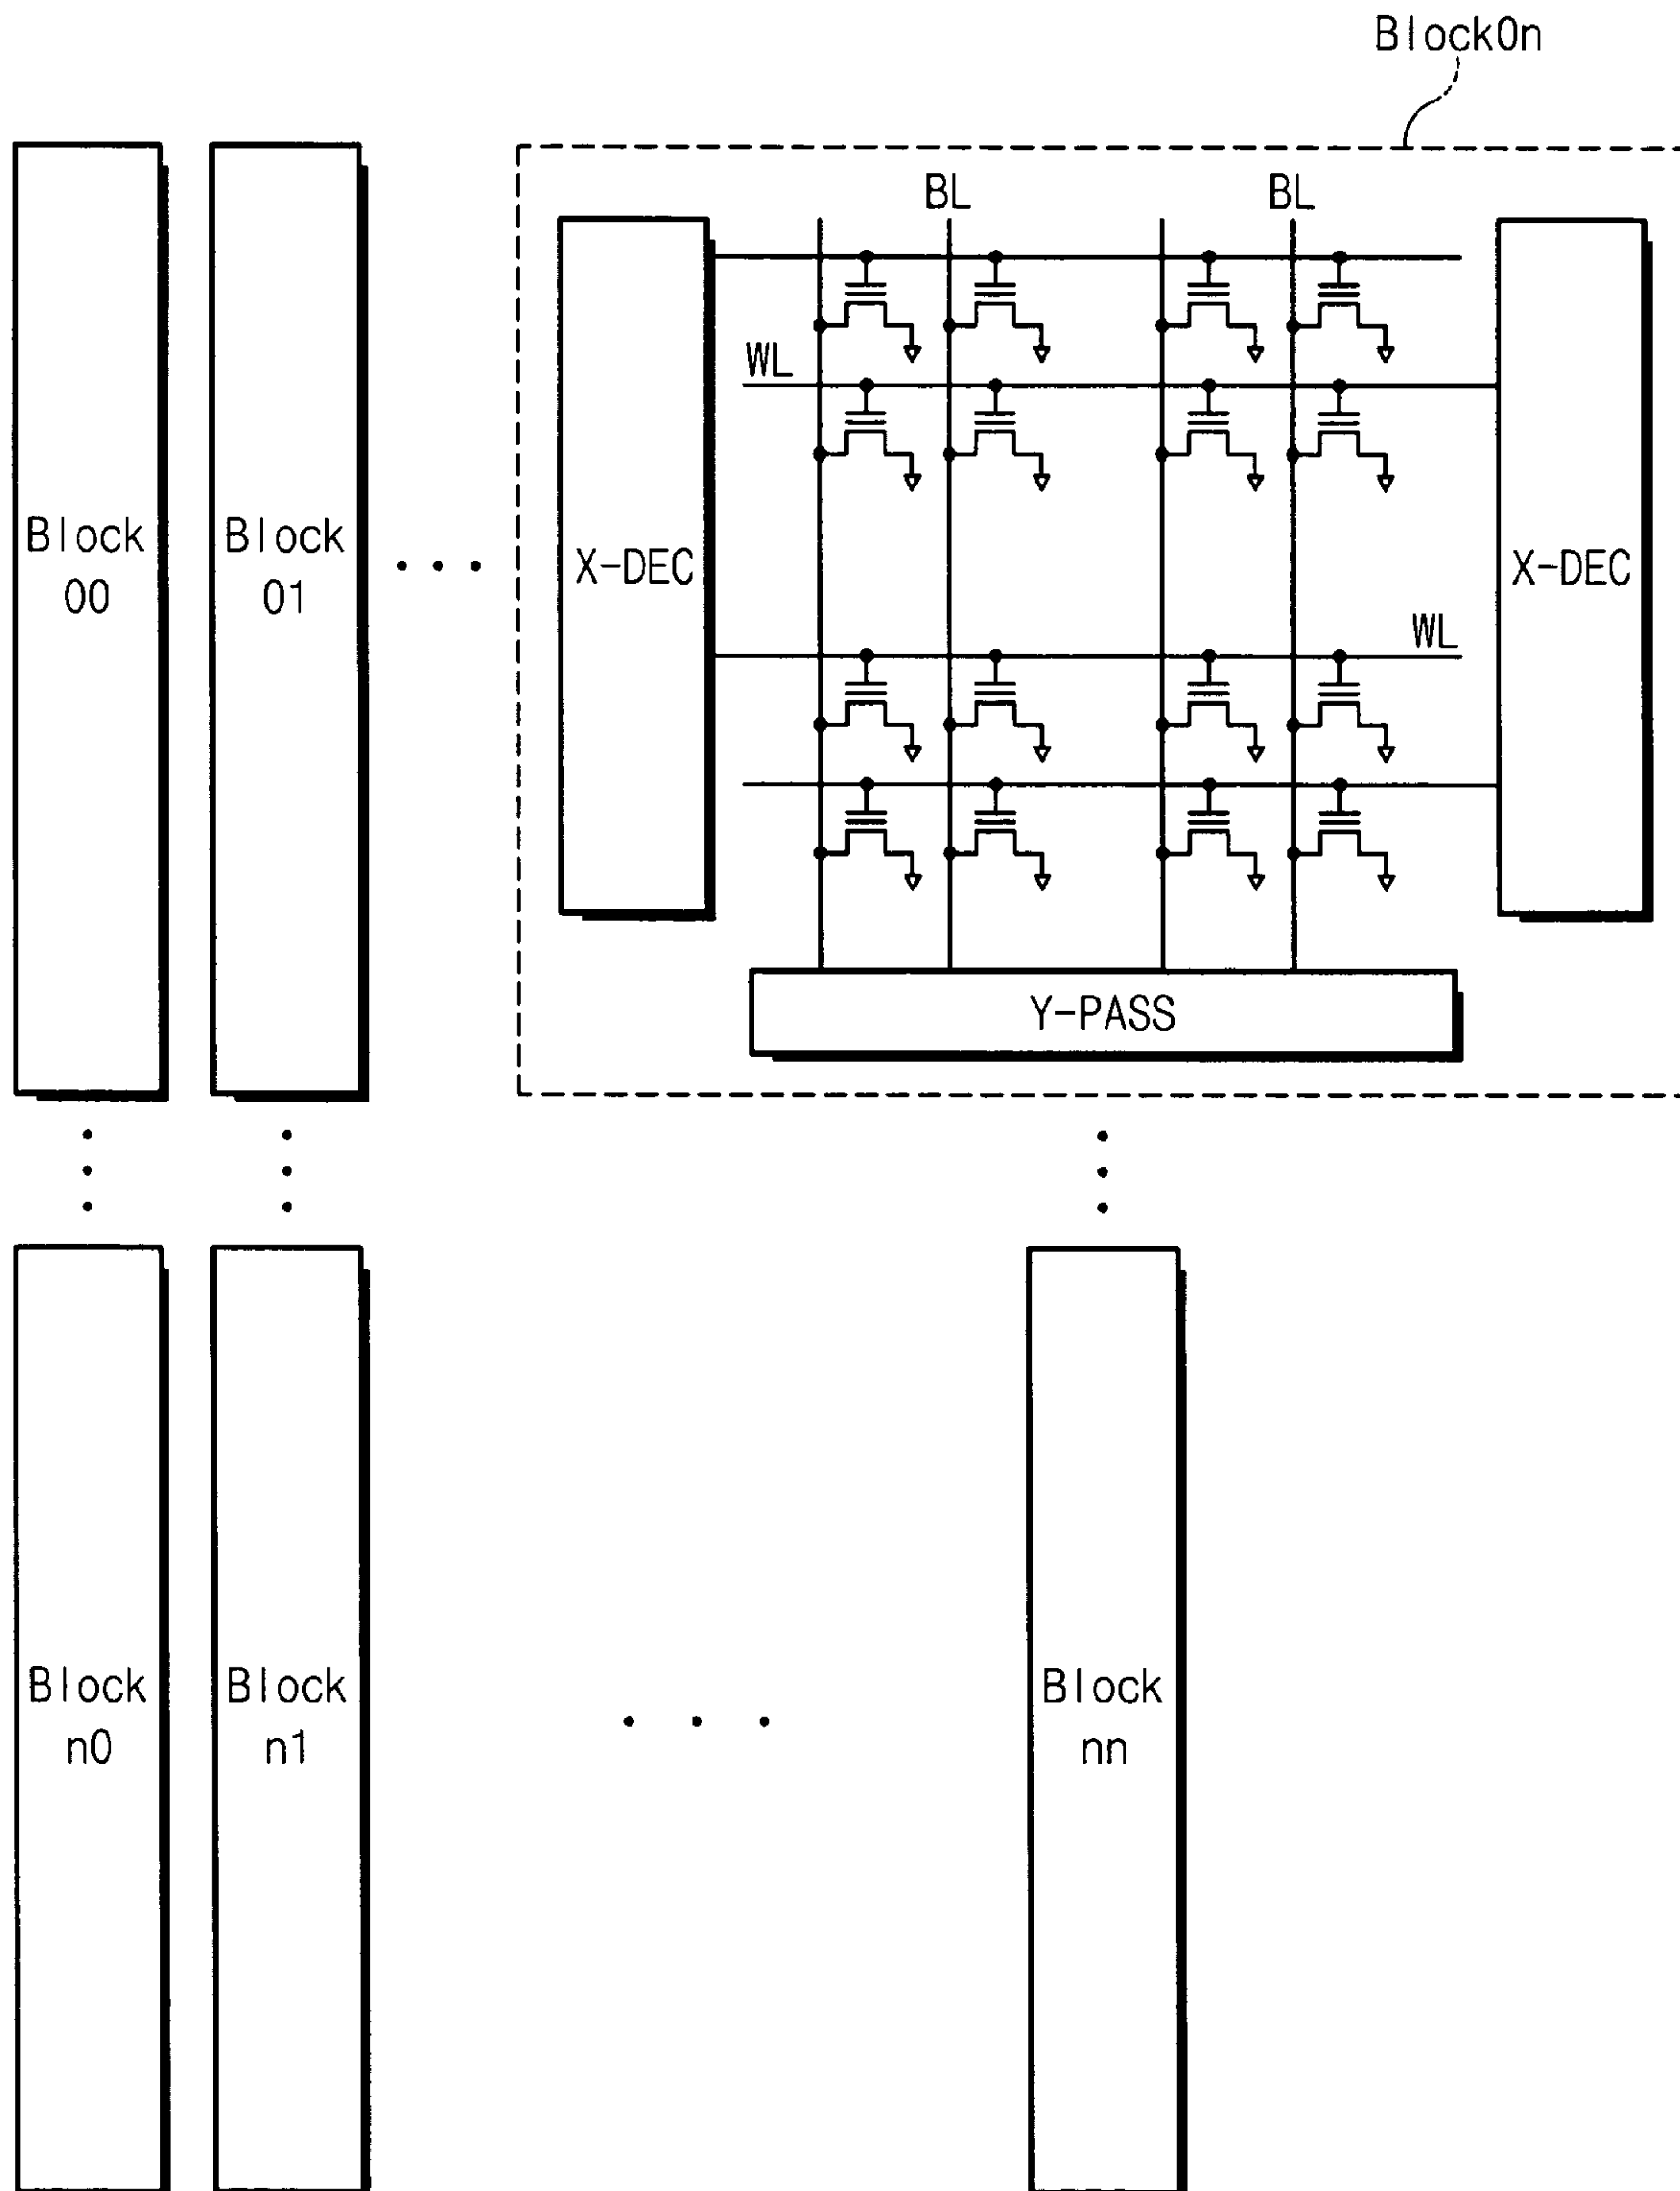 Block0n
BL BL
WL
Block
00
Block
01
X-DEC
X-DEC
WL
Y-PASS
Block
n0
Block
n1
Block
nn